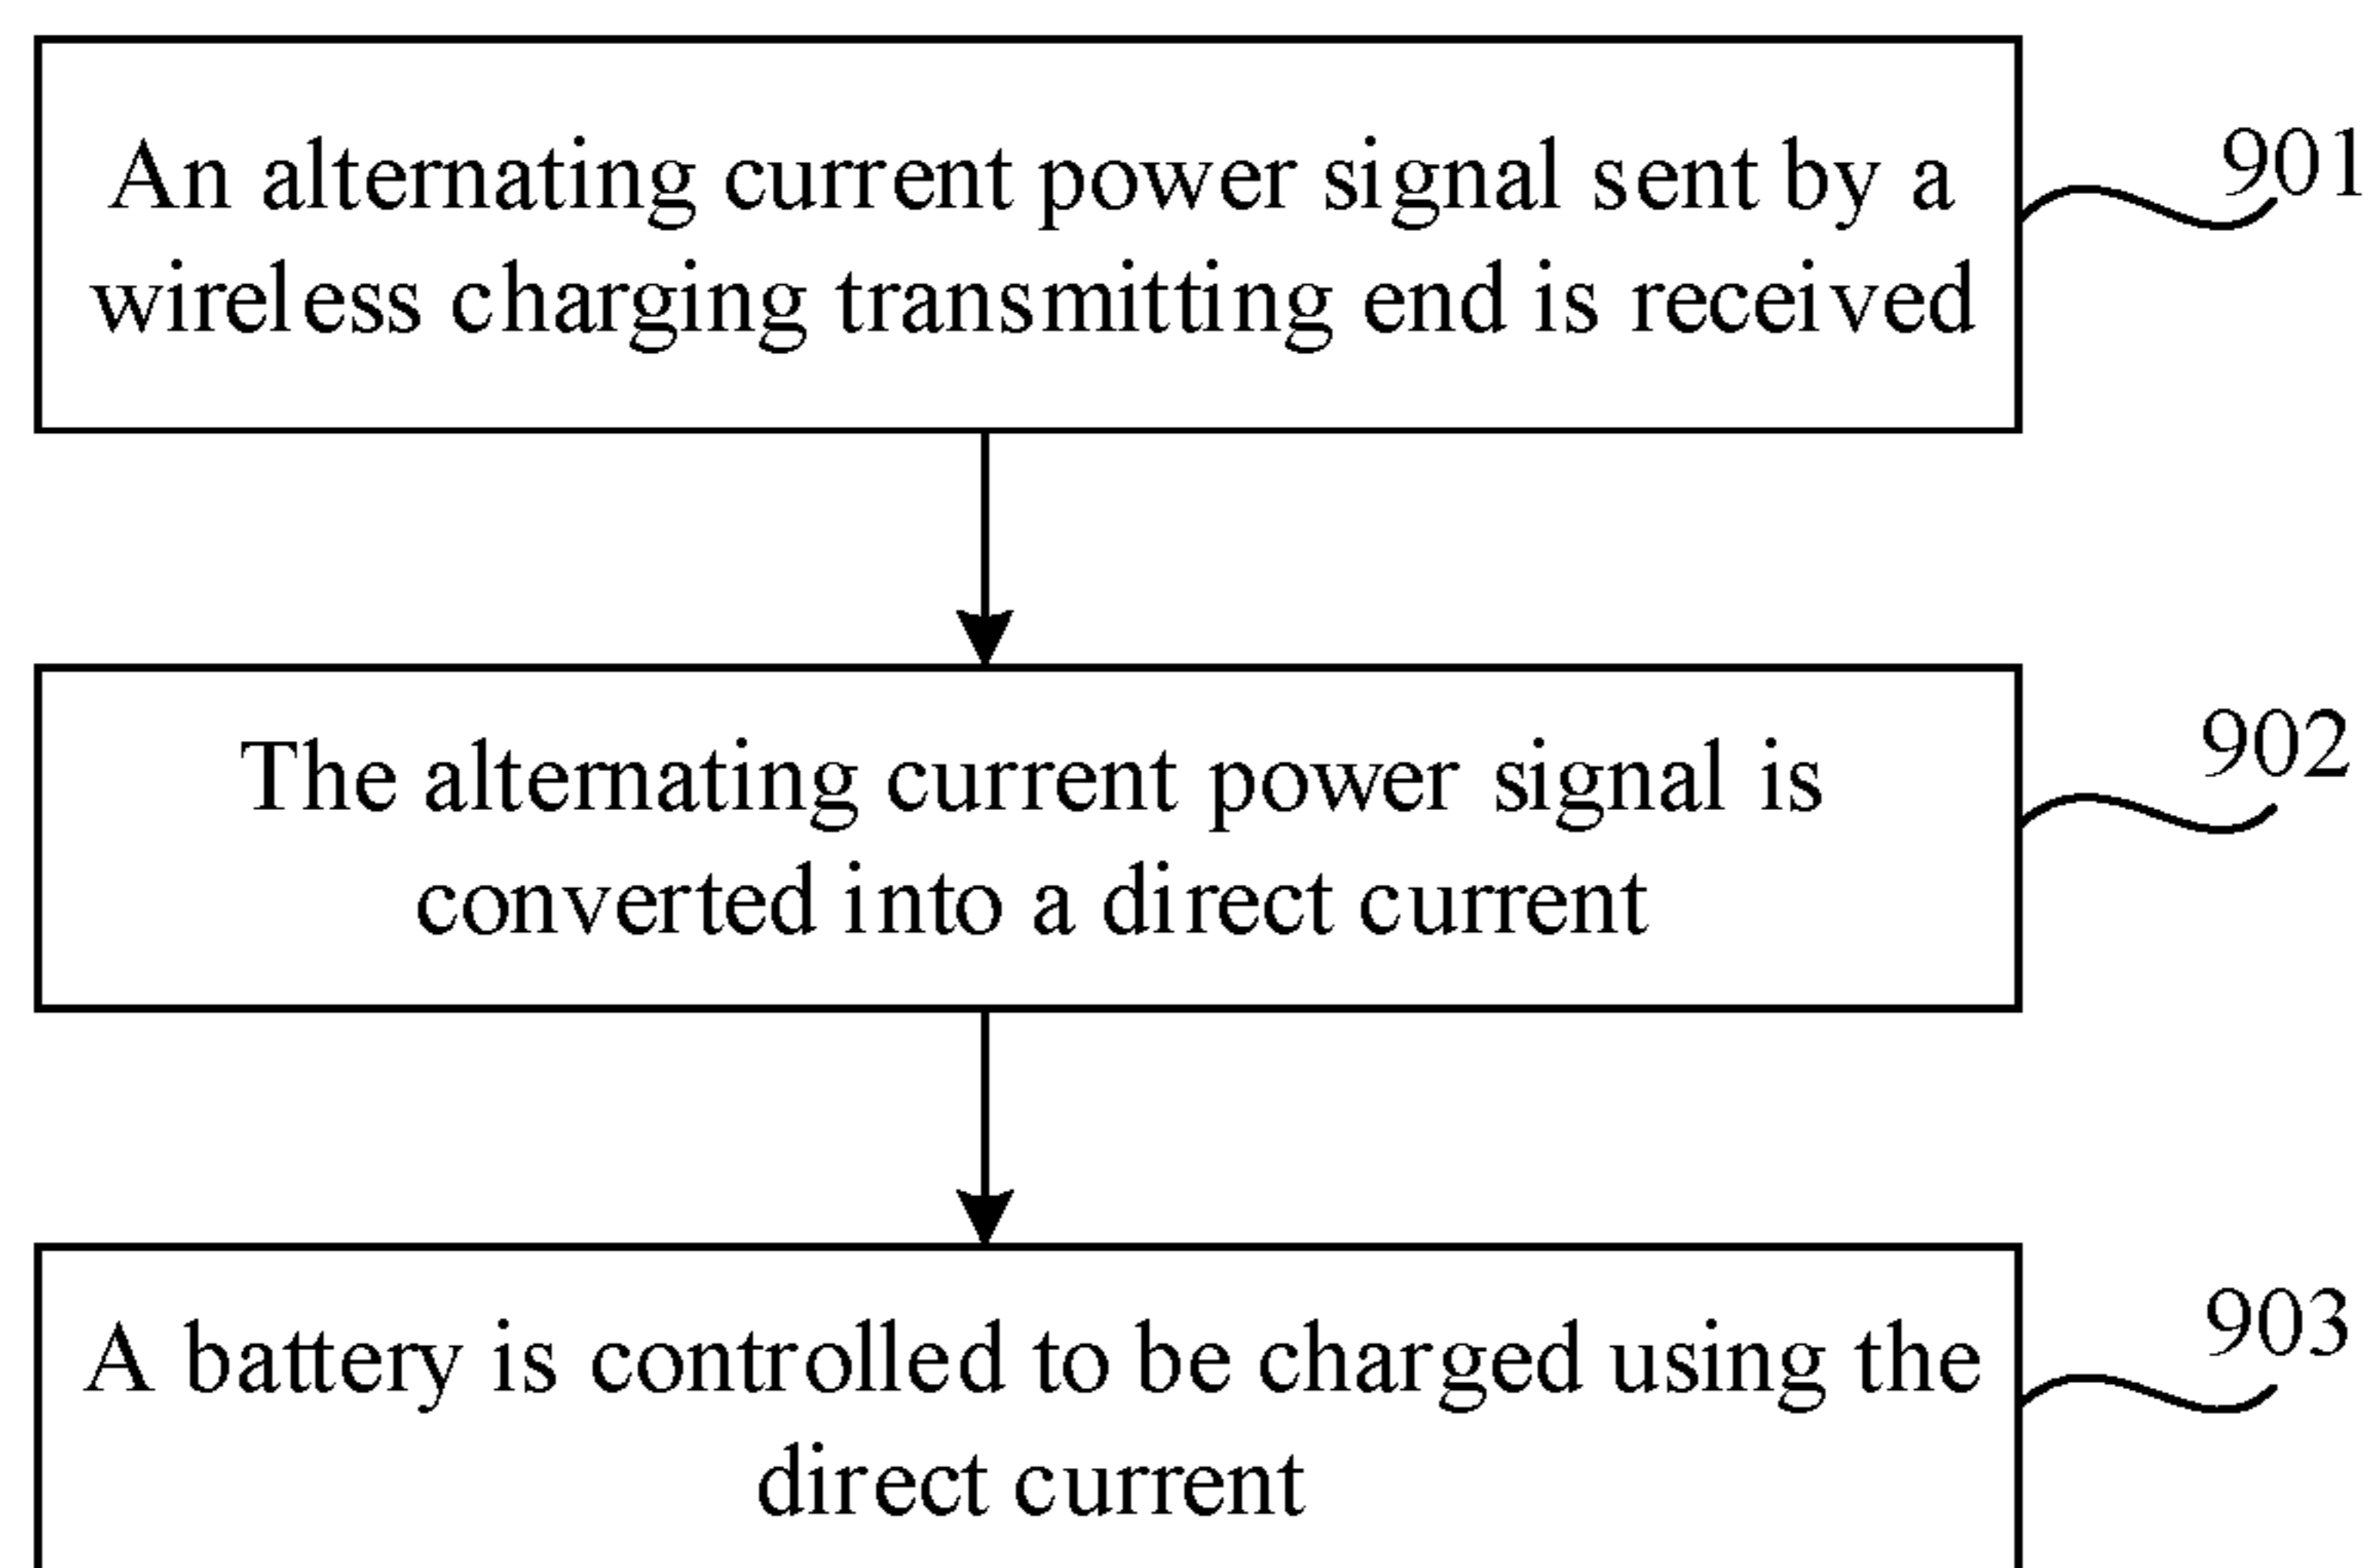 An alternating current power signal sent by a
wireless charging transmitting end is received
901
The alternating current power signal is
converted into a direct current
902
A battery is controlled to be charged using the
direct current
903